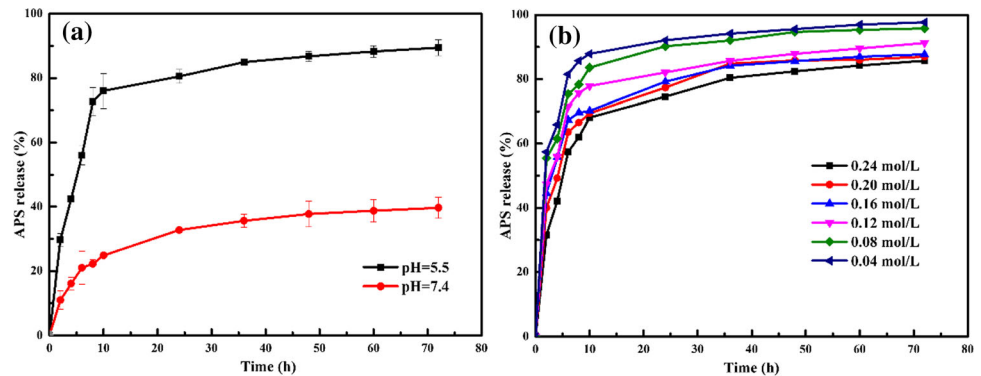 (a)
APS release (%)
100
80
60
40
20
0
pH=5.5
pH=7.4
0 10 20 30 40 50 60 70 80
Time (h)
(b)
APS release (%)
100
80
60
40
20
0
0.24 mol/L
0.20 mol/L
0.16 mol/L
0.12 mol/L
0.08 mol/L
0.04 mol/L
0 10 20 30 40 50 60 70 80
Time (h)